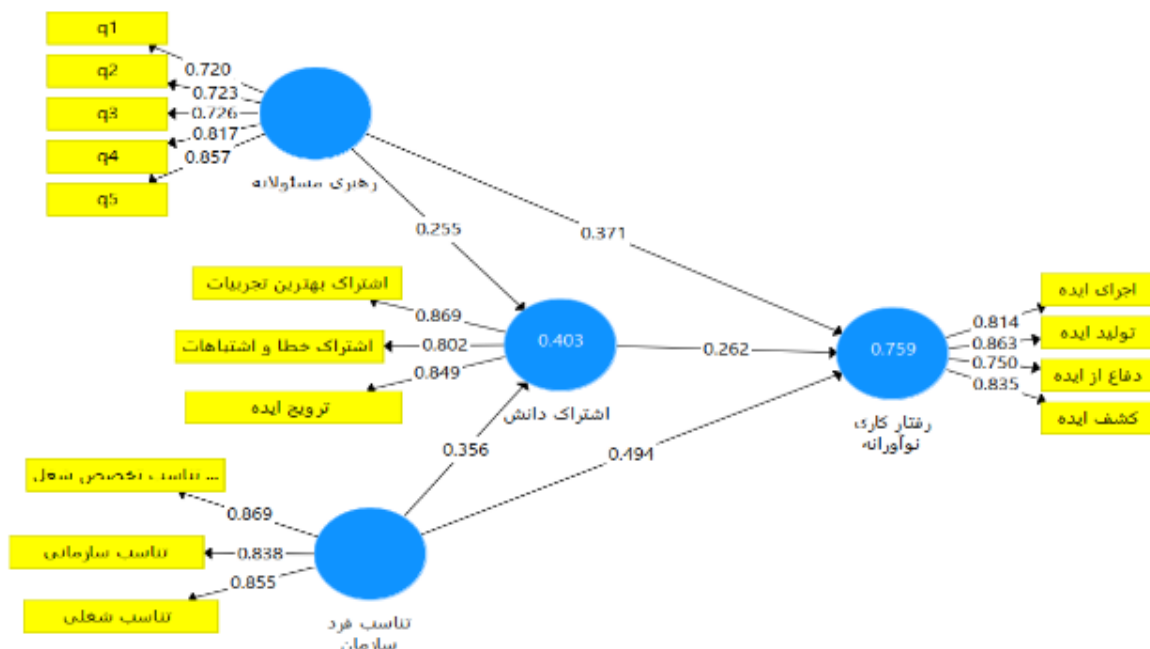 q1
q2
q3
q4
q5
0.720
0.723
0.726
0.817
0.857
رهبری مسئولانه
0.255
0.371
اشتراک بهترین تجربیات
اشتراک خطا و اشتباهات
ترویج ایده
0.869
0.802
0.849
0.403
اشتراک دانش
0.262
0.759
رفتار کاری
نوآورانه
0.814
0.863
0.750
0.835
اجرای ایده
تولید ایده
دفاع از ایده
کشف ایده
0.356
0.494
تناسب تخصص شغل ...
تناسب سازمانی
تناسب شغلی
0.869
0.838
0.855
تناسب فرد
سازمان